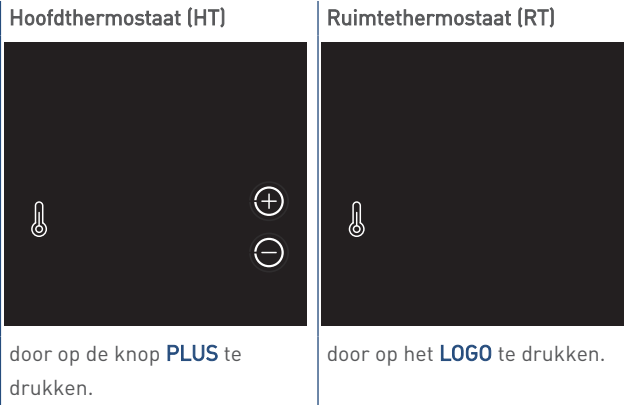 Hoofdthermostaat (HT)
Ruimtethermostaat (RT)
door op de knop PLUS te
drukken.
door op het LOGO te drukken.